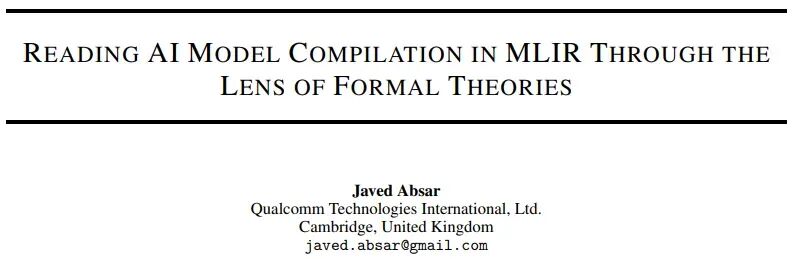 READING AI MODEL COMPILATION IN MLIR THROUGH THE
LENS OF FORMAL THEORIES
Javed Absar
Qualcomm Technologies International, Ltd.
Cambridge, United Kingdom
javed.absar@gmail.com